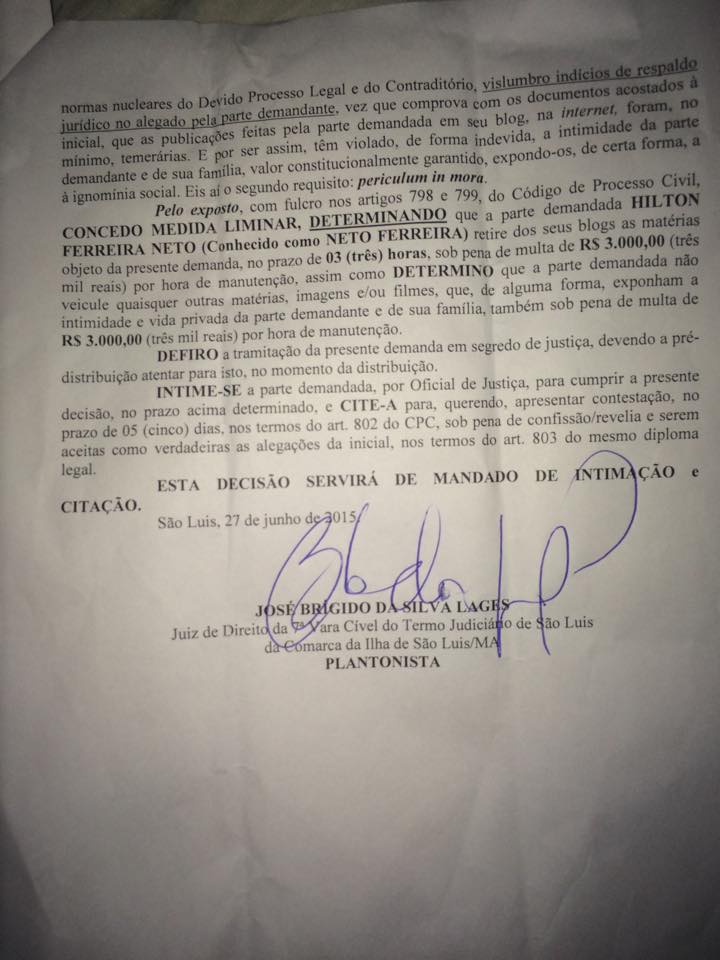 normas nucleares do Devido Processo Legal e do Contraditório, vislumbro indícios de respaldo
jurídico no alegado pela parte demandante, vez que comprova com os documentos acostados à
inicial, que as publicações feitas pela parte demandada em seu blog, na internet, foram, no
mínimo, temerárias. E por ser assim, têm violado, de forma indevida, a intimidade da parte
demandante e de sua família, valor constitucionalmente garantido, expondo-os, de certa forma, a
à ignomínia social. Eis aí o segundo requisito: periculum in mora.
Pelo exposto, com fulcro nos artigos 798 e 799, do Código de Processo Civil,
CONCEDO MEDIDA LIMINAR, DETERMINANDO que a parte demandada HILTON
FERREIRA NETO (Conhecido como NETO FERREIRA) retire dos seus blogs as matérias
objeto da presente demanda, no prazo de 03 (três) horas, sob pena de multa de R$ 3.000,00 (três
mil reais) por hora de manutenção, assim como DETERMINO que a parte demandada não
veicule quaisquer outras matérias, imagens e/ou filmes, que, de alguma forma, exponham a
intimidade e vida privada da parte demandante e de sua família, também sob pena de multa de
R$ 3.000,00 (três mil reais) por hora de manutenção.
DEFIRO a tramitação da presente demanda em segredo de justiça, devendo a pré-
distribuição atentar para isto, no momento da distribuição.
INTIME-SE a parte demandada, por Oficial de Justiça, para cumprir a presente
decisão, no prazo acima determinado, e CITE-A para, querendo, apresentar contestação, no
prazo de 05 (cinco) dias, nos termos do art. 802 do CPC, sob pena de confissão/revelia e serem
aceitas como verdadeiras as alegações da inicial, nos termos do art. 803 do mesmo diploma
legal.
ESTA DECISÃO SERVIRÁ DE MANDADO DE INTIMAÇÃO e
CITAÇÃO.
São Luis, 27 de junho de 2015.
JOSÉ BRÍGIDO DA SILVA LAGES
Juiz de Direito da 7ª Vara Cível do Termo Judiciário de São Luis
da Comarca da Ilha de São Luis/MA
PLANTONISTA